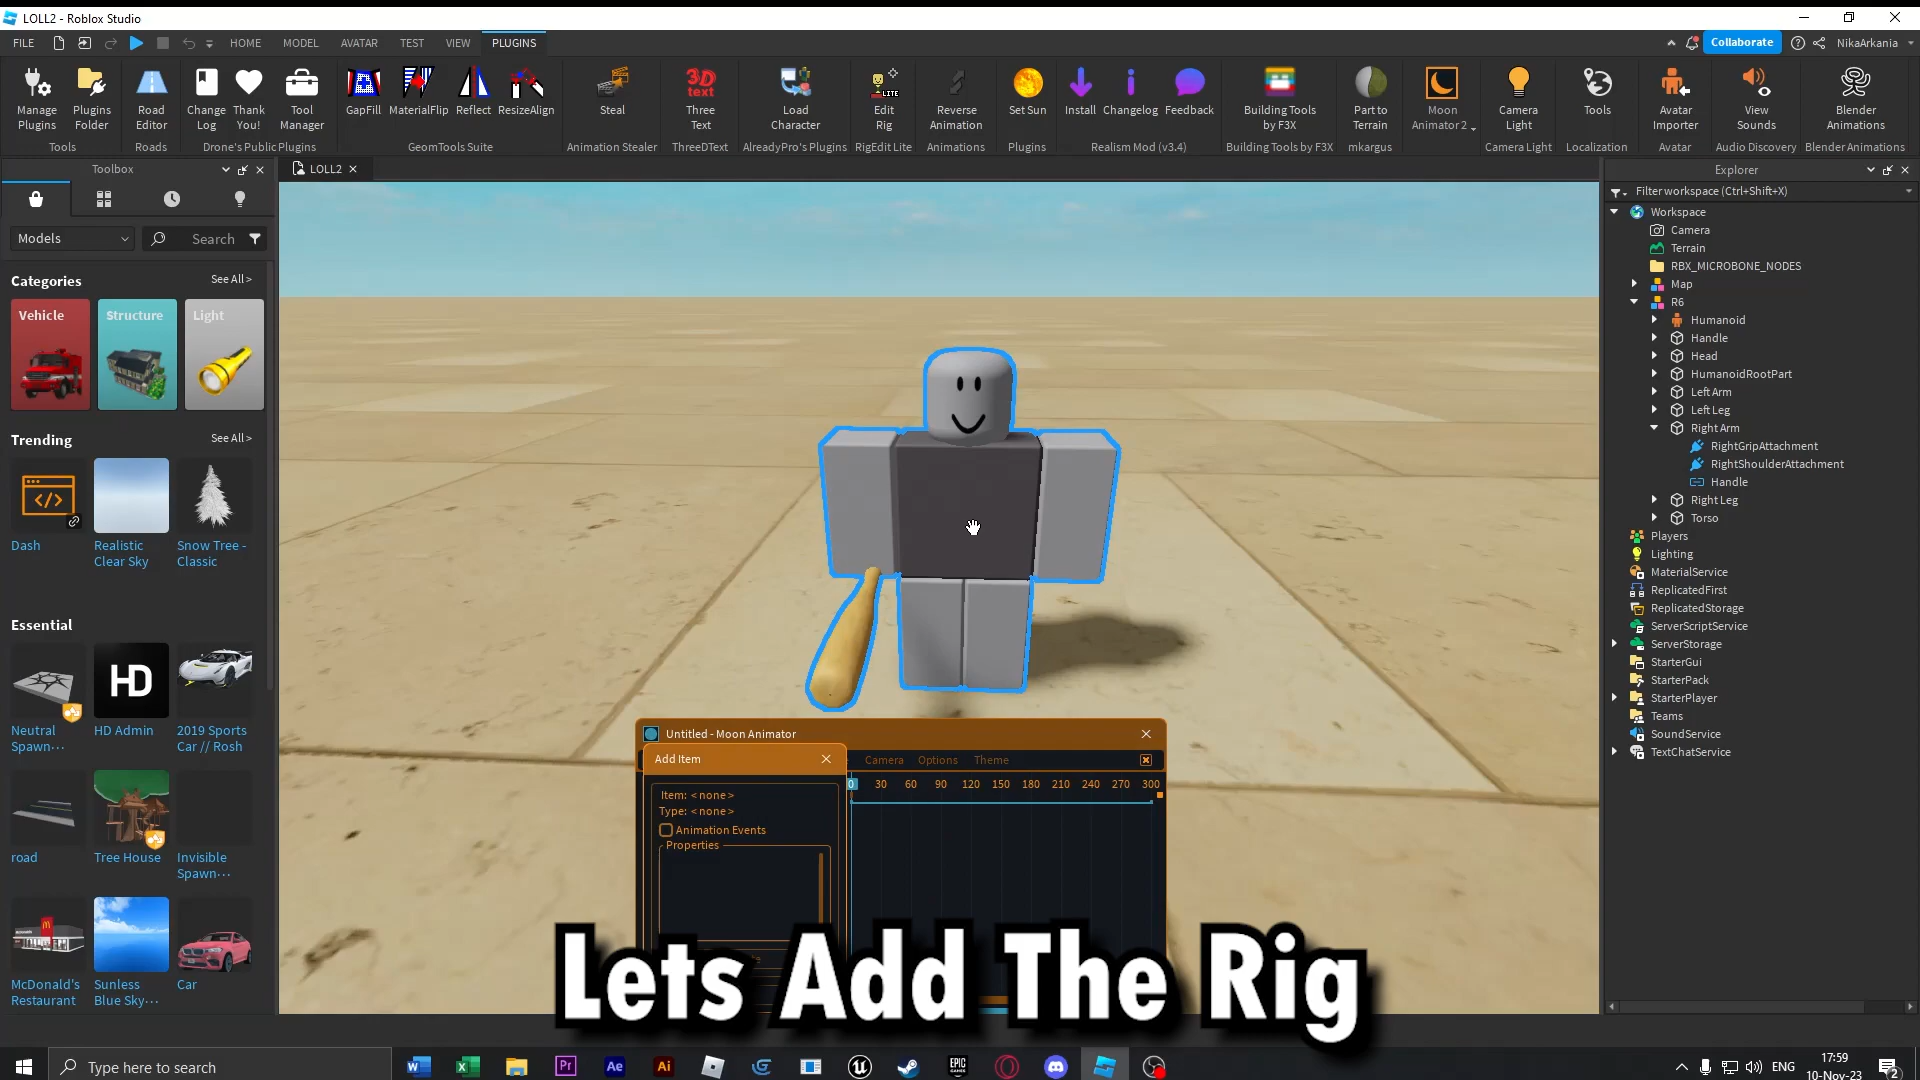 LOLL2 - Roblox Studio
FILE HOME MODEL AVATAR TEST VIEW PLUGINS Collaborate NikaArkania
Manage Plugins
Plugins Folder
Tools
Road Editor
Roads
Change Log
Thank You!
Tool Manager
Drone's Public Plugins
GapFill MaterialFlip Reflect ResizeAlign
GeomTools Suite
Steal
Animation Stealer
3D text
Three Text
ThreeDText
Load Character
AlreadyPro's Plugins
LITE
Edit Rig
RigEdit Lite
Reverse Animation
Animations
Set Sun
Plugins
Install Changelog Feedback
Realism Mod (v3.4)
Building Tools by F3X
Building Tools by F3X
Part to Terrain
mkargus
Moon Animator 2
Camera Light
Camera Light
Tools
Localization
Avatar Importer
Avatar
View Sounds
Audio Discovery
Blender Animations
Blender Animations
Toolbox
LOLL2
Models
Search
Categories See All >
Vehicle Structure Light
Trending See All >
Dash
Realistic Clear Sky
Snow Tree - Classic
Essential
HD
Neutral Spawn...
HD Admin
2019 Sports Car // Rosh
road
Tree House
Invisible Spawn...
McDonald's Restaurant
Sunless Blue Sky...
Car
Untitled - Moon Animator
Add Item
Camera Options Theme
0 30 60 90 120 150 180 210 240 270 300
Item: < none >
Type: < none >
Animation Events
Properties
Lets Add The Rig
Explorer
Filter workspace (Ctrl+Shift+X)
Workspace
Camera
Terrain
RBX_MICROBONE_NODES
Map
R6
Humanoid
Handle
Head
HumanoidRootPart
Left Arm
Left Leg
Right Arm
RightGripAttachment
RightShoulderAttachment
Handle
Right Leg
Torso
Players
Lighting
MaterialService
ReplicatedFirst
ReplicatedStorage
ServerScriptService
ServerStorage
StarterGui
StarterPack
StarterPlayer
Teams
SoundService
TextChatService
Type here to search
Pr Ae Ai
EPIC GAMES
ENG
17:59
10-Nov-23
2